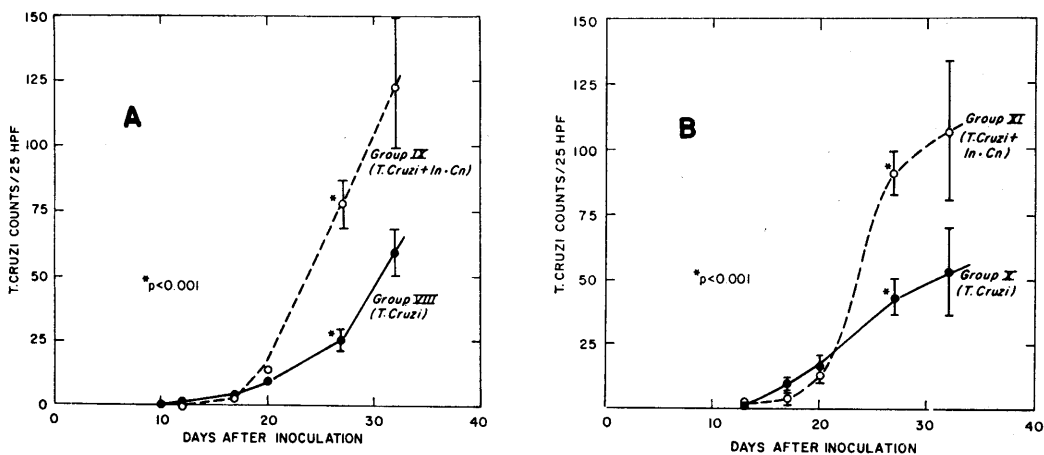 A
T.CRUZI COUNTS/25 HPF
150
125
100
75
50
25
0
Group IX
(T.Cruzi+In·Cn)
*
*p<0.001
Group VIII
(T.Cruzi)
*
0
10
20
30
40
DAYS AFTER INOCULATION
B
T.CRUZI COUNTS/25 HPF
150
125
100
75
50
25
Group XI
(T.Cruzi+
In·Cn)
*
*p<0.001
*
Group X
(T.Cruzi)
0
10
20
30
40
DAYS AFTER INOCULATION